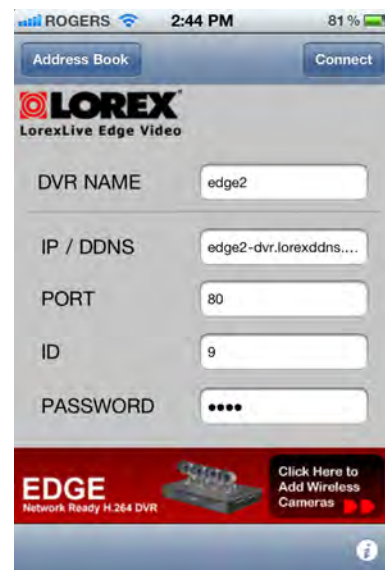 ROGERS 2:44 PM 81 %
Address Book Connect
LOREX
LorexLive Edge Video
DVR NAME edge2
IP / DDNS edge2-dvr.lorexddns....
PORT 80
ID 9
PASSWORD ••••
EDGE
Network Ready H.264 DVR
Click Here to
Add Wireless
Cameras